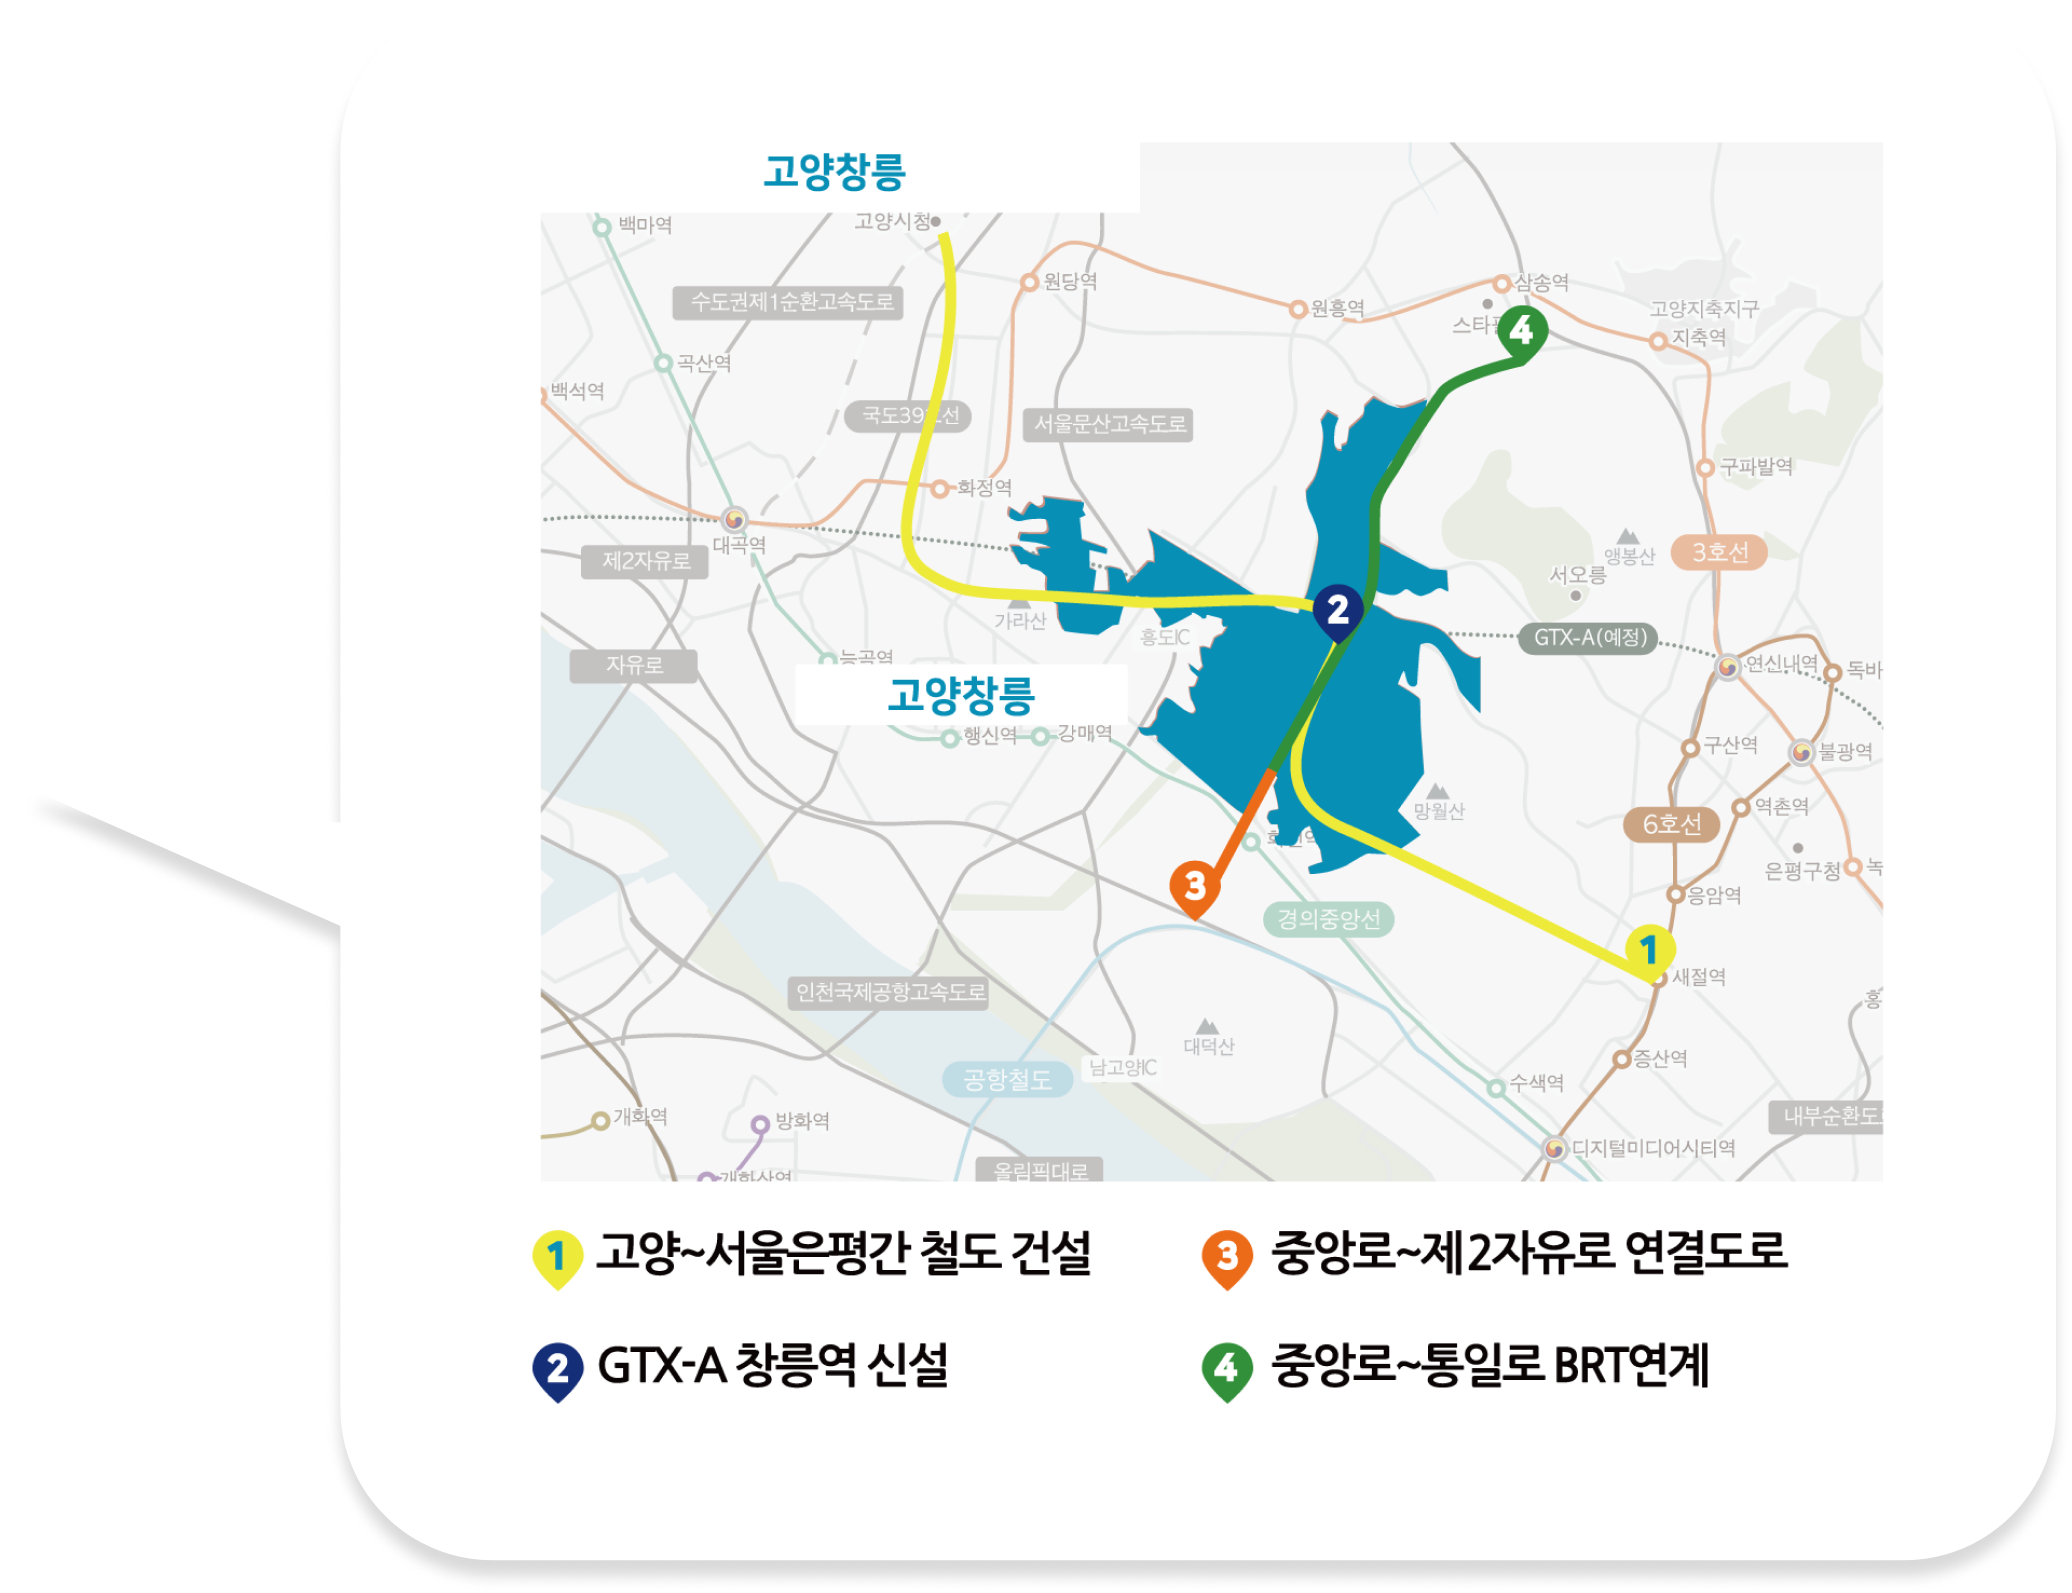 고양창릉
백마역
고양시청
원당역
삼송역
수도권제1순환고속도로
원흥역
고양지축지구
지축역
곡산역
백석역
국도39호선
서울문산고속도로
구파발역
화정역
대곡역
제2자유로
앵봉산
3호선
서오릉
가라산
흥도IC
2
GTX-A(예정)
자유로
능곡역
연신내역
고양창릉
행신역
강매역
구산역
불광역
망월산
역촌역
6호선
은평구청
3
응암역
경의중앙선
1
새절역
인천국제공항고속도로
대덕산
남고양IC
공항철도
증산역
수색역
개화역
방화역
내부순환도로
디지털미디어시티역
올림픽대로
개화산역
4
1 고양~서울은평간 철도 건설
3 중앙로~제2자유로 연결도로
2 GTX-A 창릉역 신설
4 중앙로~통일로 BRT연계